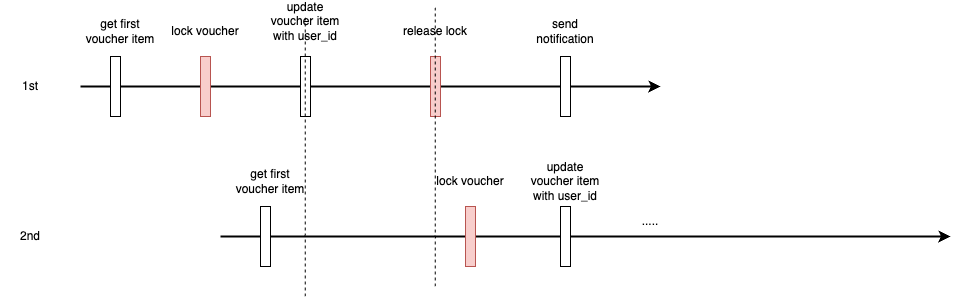 get first
voucher item
lock voucher
update
voucher item
with user_id
release lock
send
notification
1st
get first
voucher item
lock voucher
update
voucher item
with user_id
.....
2nd